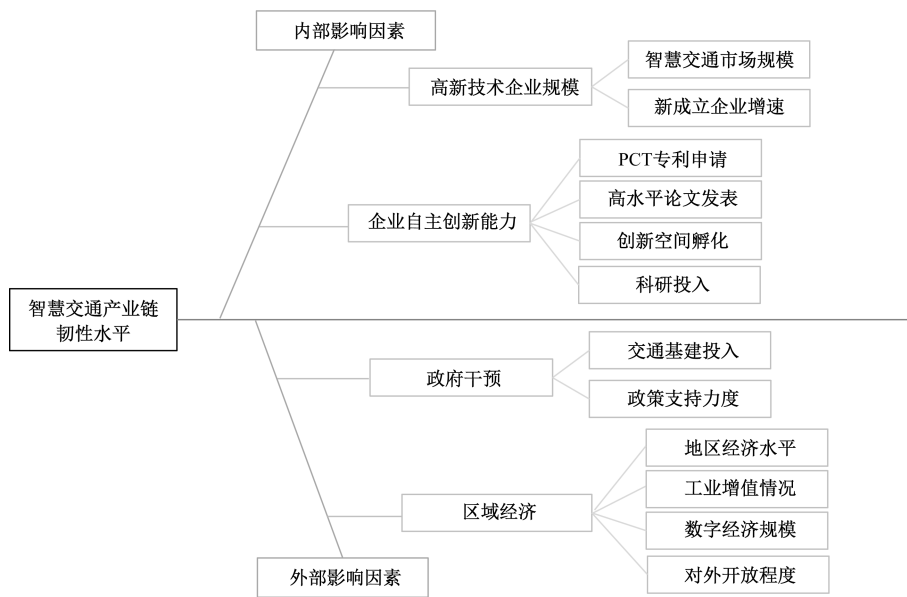 内部影响因素
高新技术企业规模
智慧交通市场规模
新成立企业增速
企业自主创新能力
PCT专利申请
高水平论文发表
创新空间孵化
科研投入
智慧交通产业链
韧性水平
政府干预
交通基建投入
政策支持力度
区域经济
地区经济水平
工业增值情况
数字经济规模
对外开放程度
外部影响因素